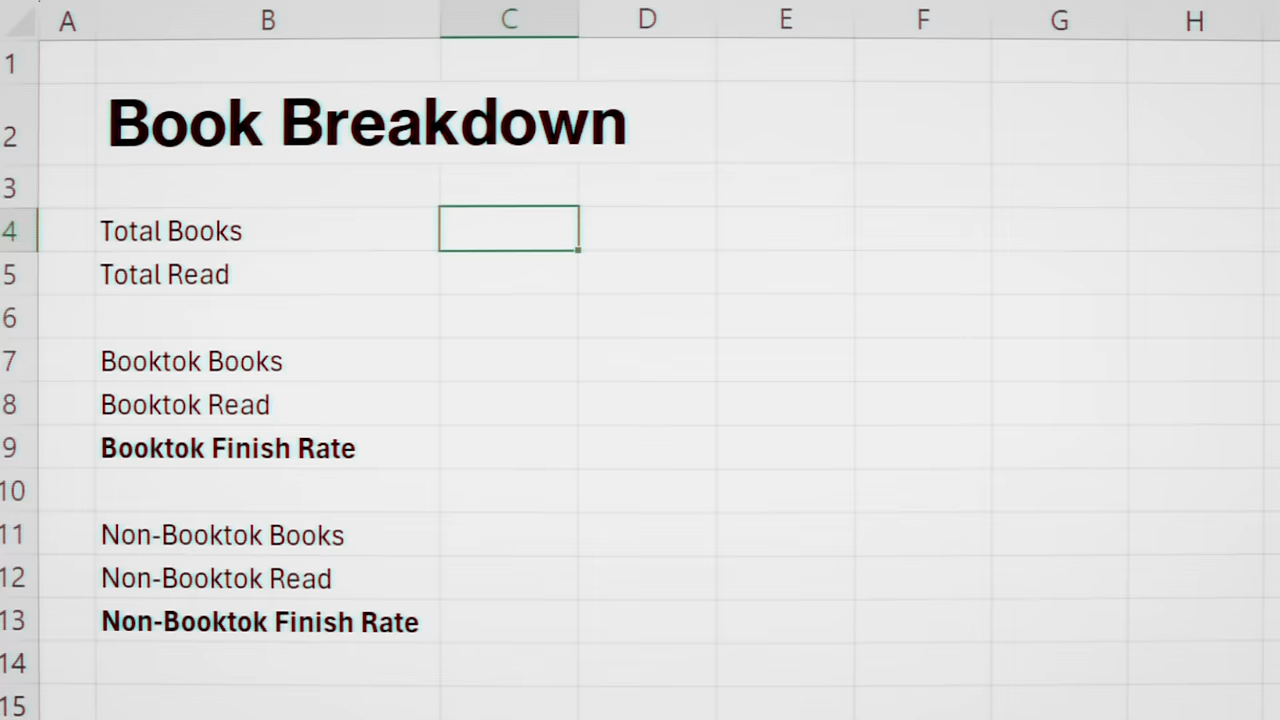 A B C D E F G H
1
2 Book Breakdown
3
4 Total Books
5 Total Read
6
7 Booktok Books
8 Booktok Read
9 Booktok Finish Rate
10
11 Non-Booktok Books
12 Non-Booktok Read
13 Non-Booktok Finish Rate
14
15